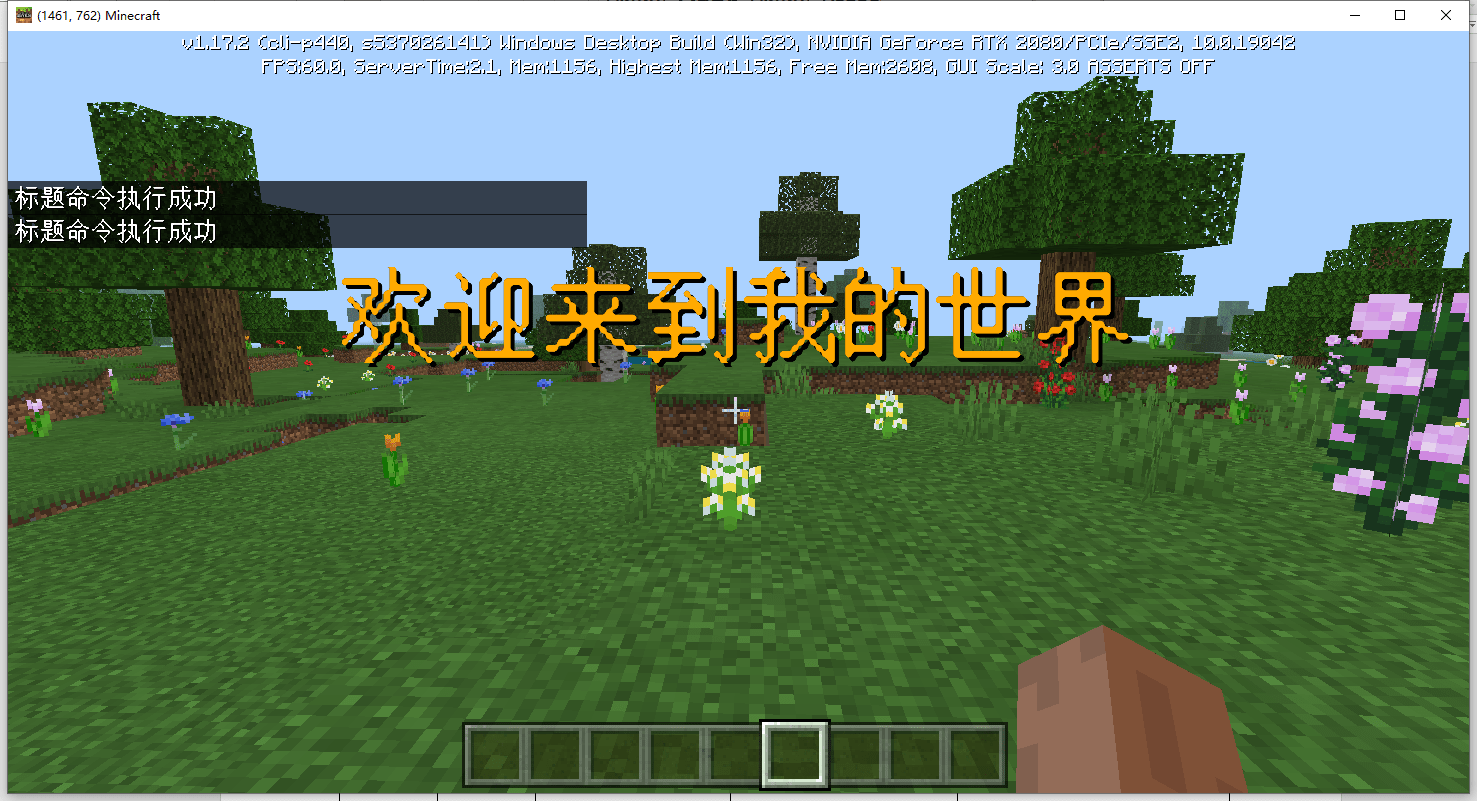 (1461, 762) Minecraft
v1.17.2 (cli-p440, s537026141) Windows Desktop Build (Win32), NVIDIA GeForce RTX 2080/PCIe/SSE2, 10.0.19042
FPS:60.0, ServerTime:2.1, Mem:1156, Highest Mem:1156, Free Mem:2608, GUI Scale: 3.0 ASSERTS OFF
标题命令执行成功
标题命令执行成功
欢迎来到我的世界